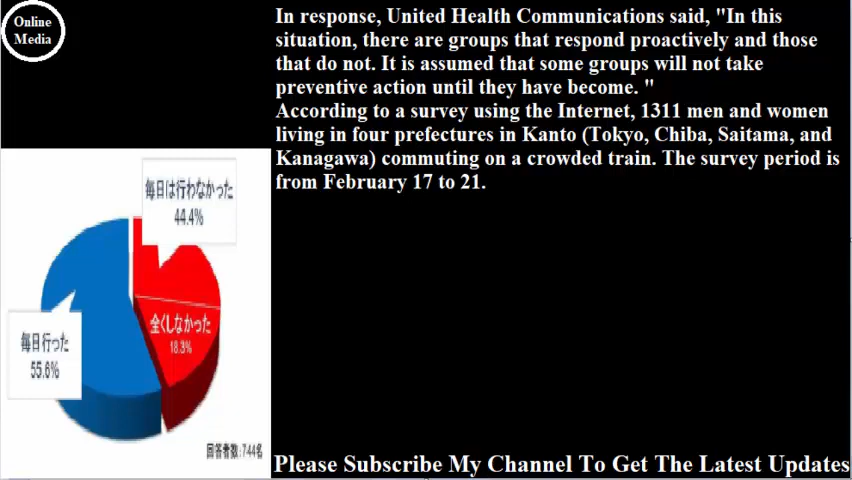 Online
Media
In response, United Health Communications said, "In this
situation, there are groups that respond proactively and those
that do not. It is assumed that some groups will not take
preventive action until they have become. "
According to a survey using the Internet, 1311 men and women
living in four prefectures in Kanto (Tokyo, Chiba, Saitama, and
Kanagawa) commuting on a crowded train. The survey period is
from February 17 to 21.
毎日は行わなかった
44.4%
全くしなかった
18.3%
毎日行った
55.6%
回答者数:744名
Please Subscribe My Channel To Get The Latest Updates